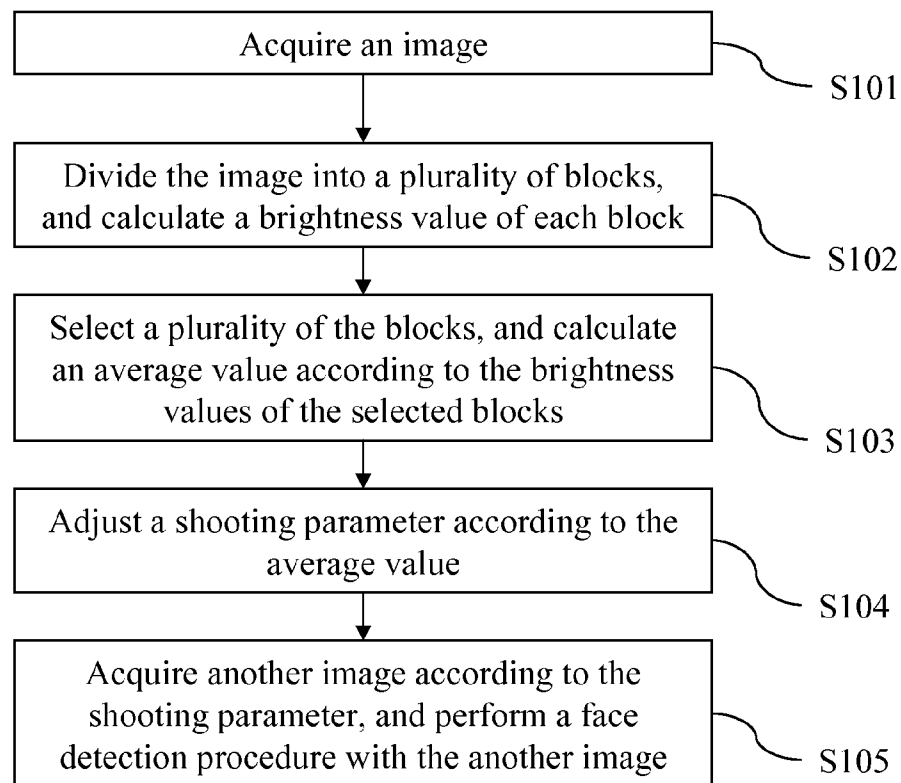 Acquire an image
S101
Divide the image into a plurality of blocks,
and calculate a brightness value of each block
S102
Select a plurality of the blocks, and calculate
an average value according to the brightness
values of the selected blocks
S103
Adjust a shooting parameter according to the
average value
S104
Acquire another image according to the
shooting parameter, and perform a face
detection procedure with the another image
S105